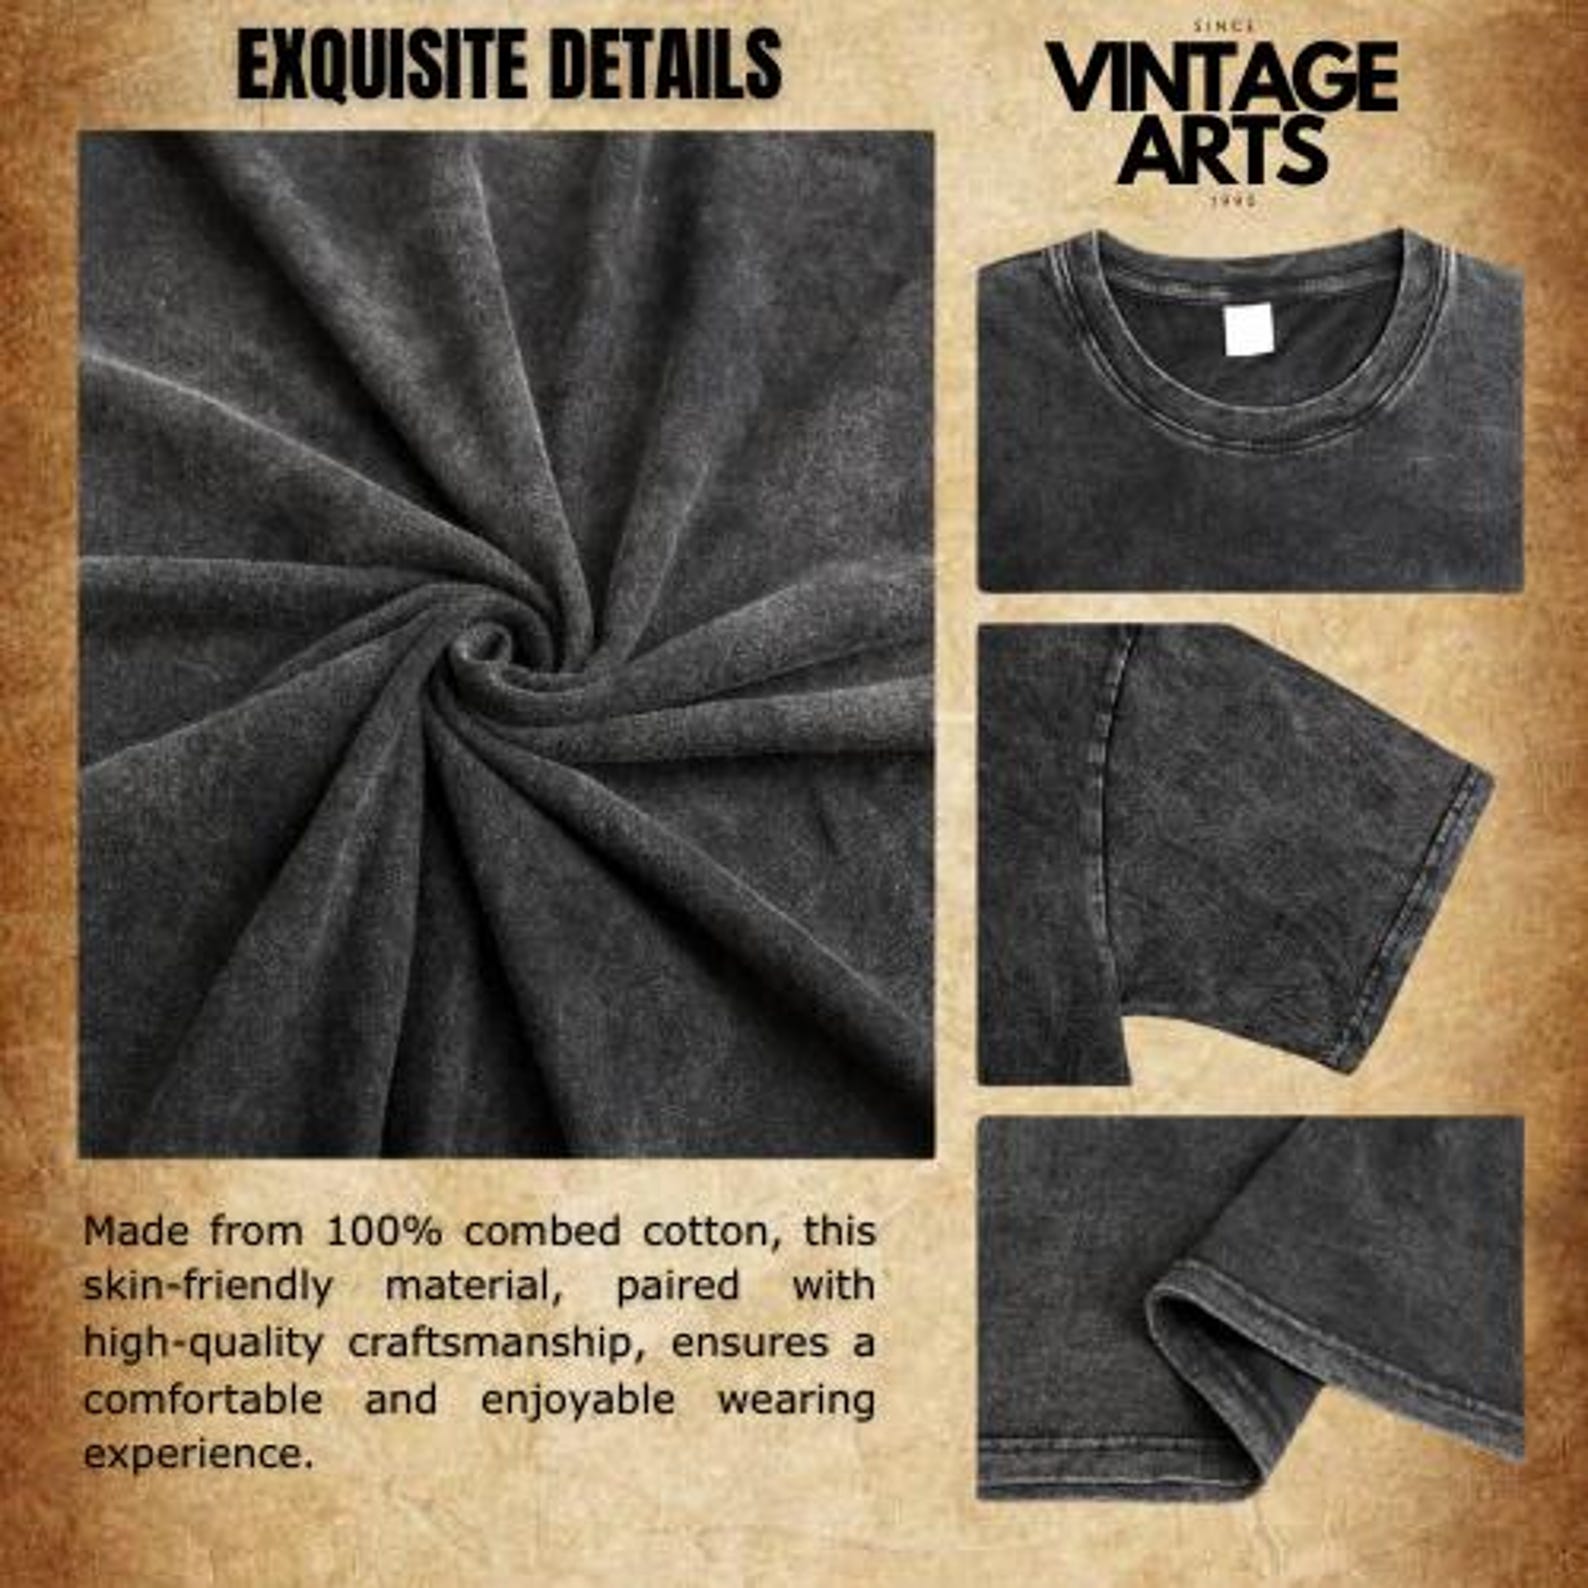 EXQUISITE DETAILS
SINCE
VINTAGE
ARTS
Made from 100% combed cotton, this
skin-friendly material, paired with
high-quality craftsmanship, ensures a
comfortable and enjoyable wearing
experience.